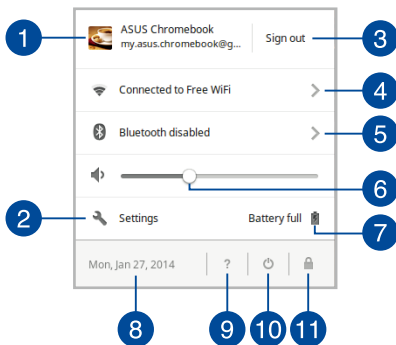 ASUS Chromebook
my.asus.chromebook@g...
Sign out
1
3
Connected to Free WiFi
4
Bluetooth disabled
5
6
2
Settings
Battery full
7
Mon, Jan 27, 2014
?
8
9
10
11